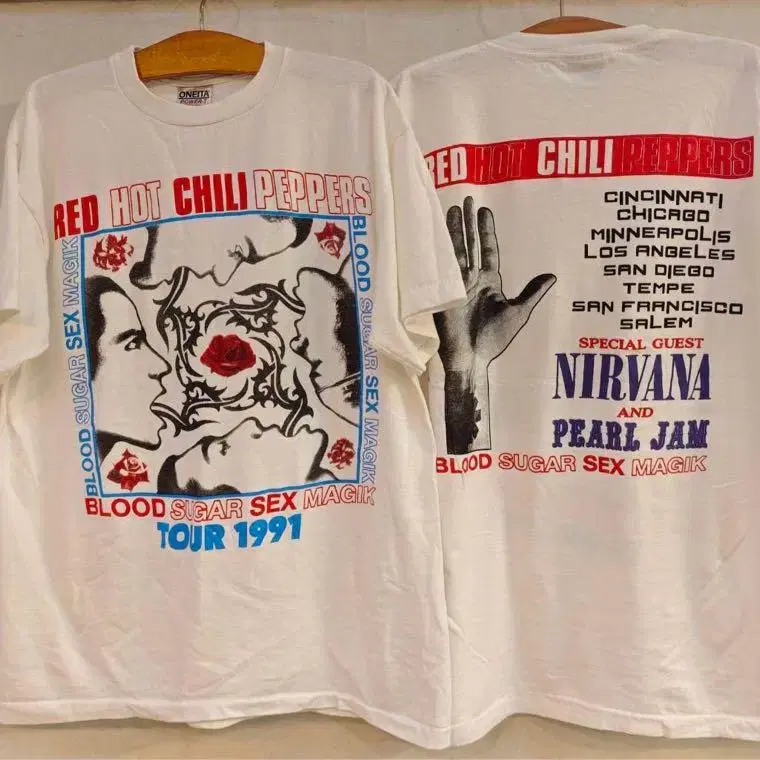 ONEITA
POWER-T
RED HOT CHILI PEPPERS
BLOOD SUGAR SEX MAGIK
BLOOD SUGAR SEX MAGIK
BLOOD SUGAR SEX MAGIK
TOUR 1991
RED HOT CHILI PEPPERS
CINCINNATI
CHICAGO
MINNEAPOLIS
LOS ANGELES
SAN DIEGO
TEMPE
SAN FRANCISCO
SALEM
SPECIAL GUEST
NIRVANA
AND
PEARL JAM
BLOOD SUGAR SEX MAGIK